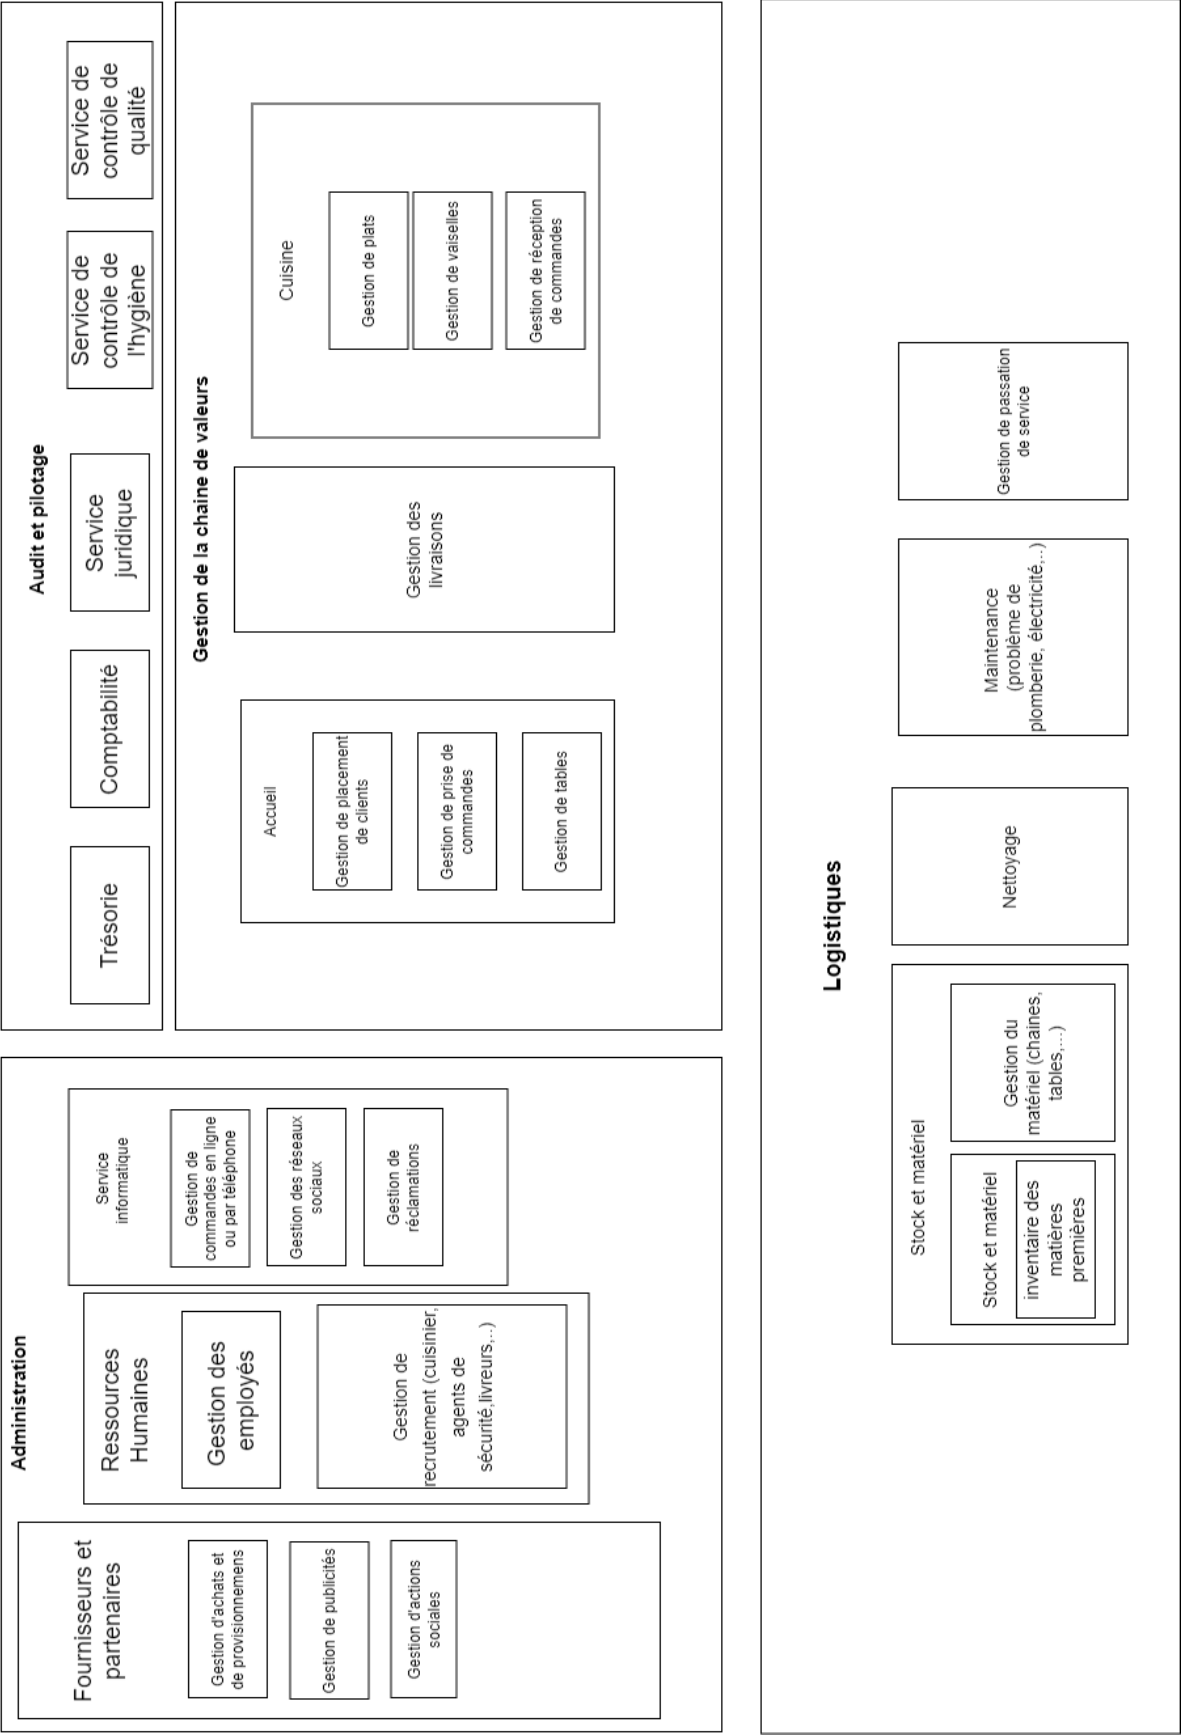 Administration
Fournisseurs et
partenaires
Gestion d'achats et
de provisionnemens
Gestion de publicités
Gestion d'actions
sociales
Ressources
Humaines
Gestion des
employés
Gestion de
recrutement (cuisinier,
agents de
sécurité,livreurs,..)
Service
informatique
Gestion de
commandes en ligne
ou par téléphone
Gestion des réseaux
sociaux
Gestion de
réclamations
Audit et pilotage
Trésorie
Comptabilité
Service
juridique
Service de
contrôle de
l'hygiène
Service de
contrôle de
qualité
Gestion de la chaine de valeurs
Accueil
Gestion de placement
de clients
Gestion de prise de
commandes
Gestion de tables
Gestion des
livraisons
Cuisine
Gestion de plats
Gestion de vaiselles
Gestion de réception
de commandes
Logistiques
Stock et matériel
Stock et matériel
inventaire des
matières
premières
Gestion du
matériel (chaines,
tables,...)
Nettoyage
Maintenance
(problème de
plomberie, électricité,..)
Gestion de passation
de service